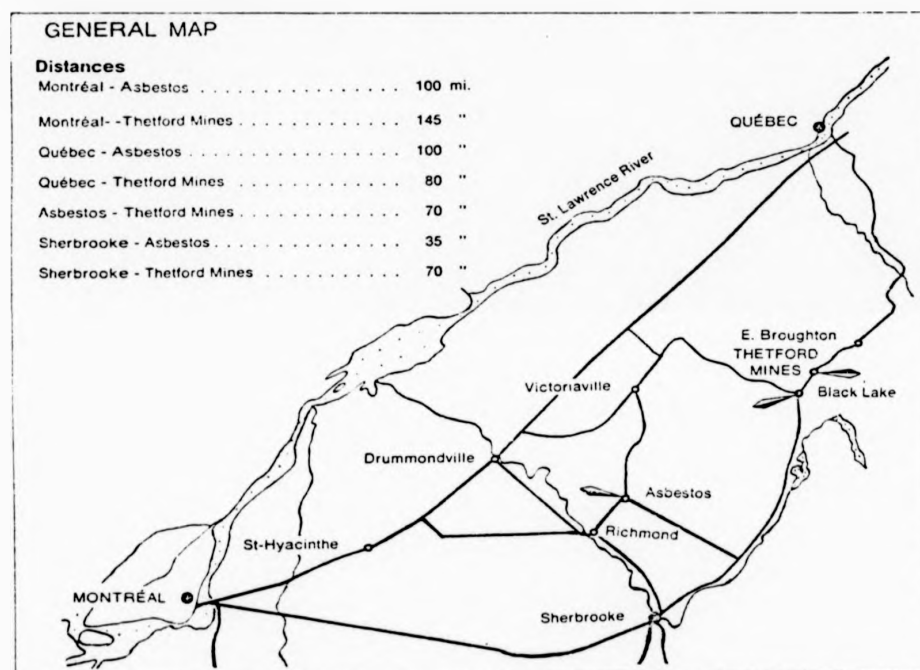 GENERAL MAP
Distances
Montréal - Asbestos . . . . . . . . . . . . . . . . . 100 mi.
Montréal- -Thetford Mines . . . . . . . . . . . . 145 "
Québec - Asbestos . . . . . . . . . . . . . . . . . . 100 "
Québec - Thetford Mines . . . . . . . . . . . . . 80 "
Asbestos - Thetford Mines . . . . . . . . . . . . 70 "
Sherbrooke - Asbestos . . . . . . . . . . . . . . . 35 "
Sherbrooke - Thetford Mines . . . . . . . . . . 70 "
QUÉBEC
St. Lawrence River
E. Broughton
THETFORD
MINES
Black Lake
Victoriaville
Drummondville
Asbestos
Richmond
St-Hyacinthe
MONTRÉAL
Sherbrooke